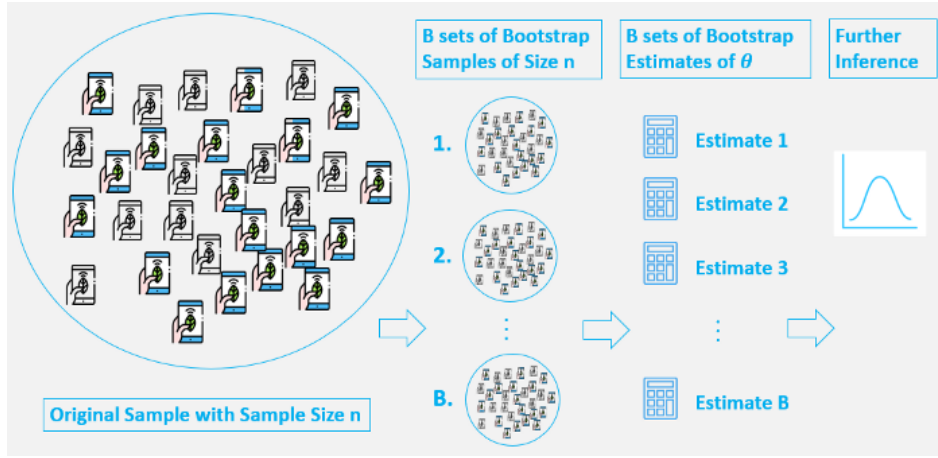 B sets of Bootstrap
Samples of Size n
B sets of Bootstrap
Estimates of θ
Further
Inference
1.
Estimate 1
Estimate 2
2.
Estimate 3
⋮
⋮
B.
Estimate B
Original Sample with Sample Size n